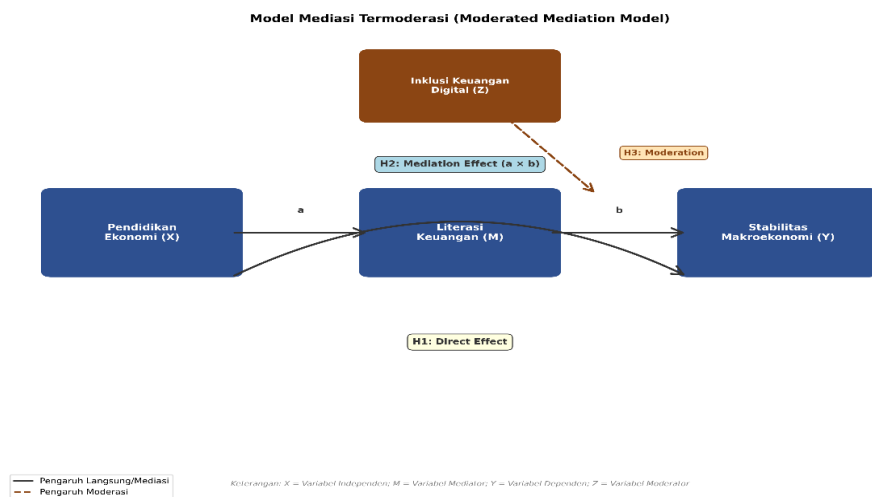 Model Mediasi Termoderasi (Moderated Mediation Model)
Inklusi Keuangan
Digital (Z)
H3: Moderation
H2: Mediation Effect (a × b)
a
b
Pendidikan
Ekonomi (X)
Literasi
Keuangan (M)
Stabilitas
Makroekonomi (Y)
H1: Direct Effect
Pengaruh Langsung/Mediasi
Pengaruh Moderasi
Keterangan: X = Variabel Independen; M = Variabel Mediator; Y = Variabel Dependen; Z = Variabel Moderator